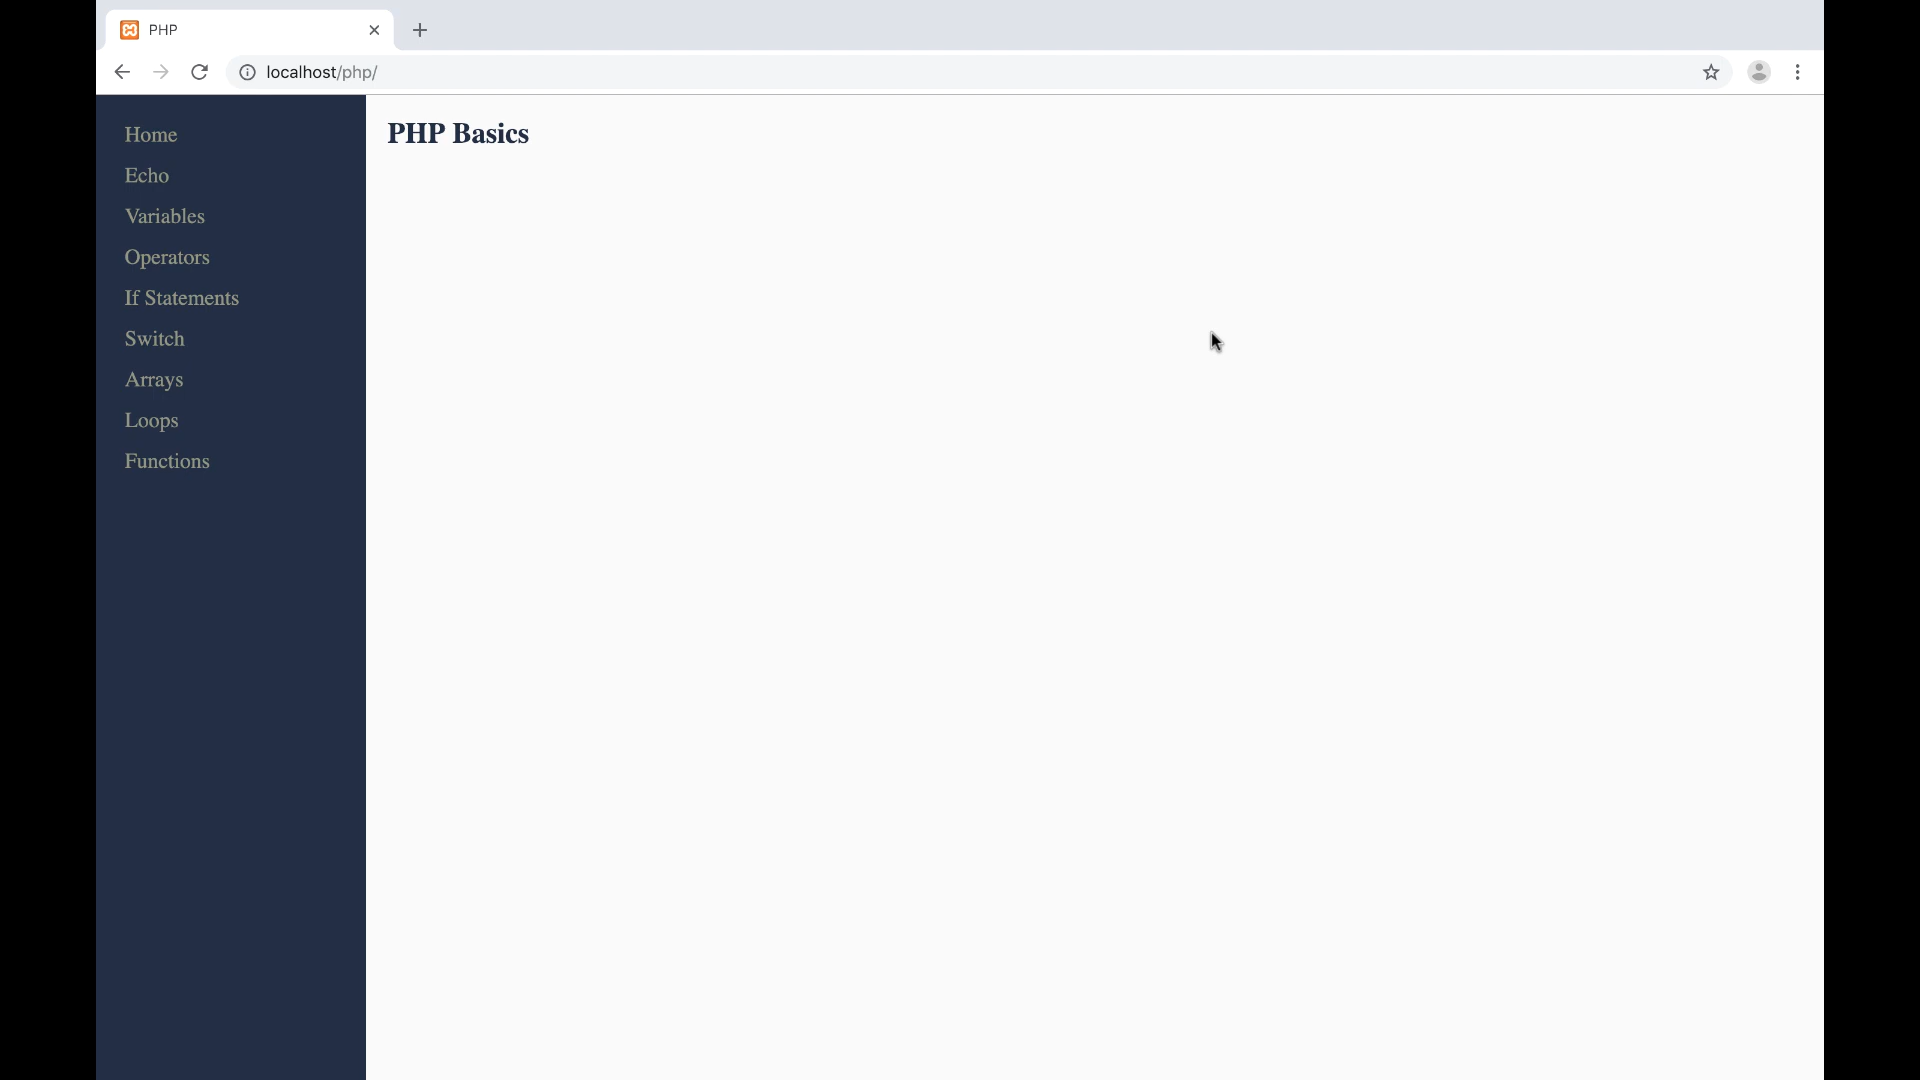 PHP
localhost/php/
Home
Echo
Variables
Operators
If Statements
Switch
Arrays
Loops
Functions
PHP Basics